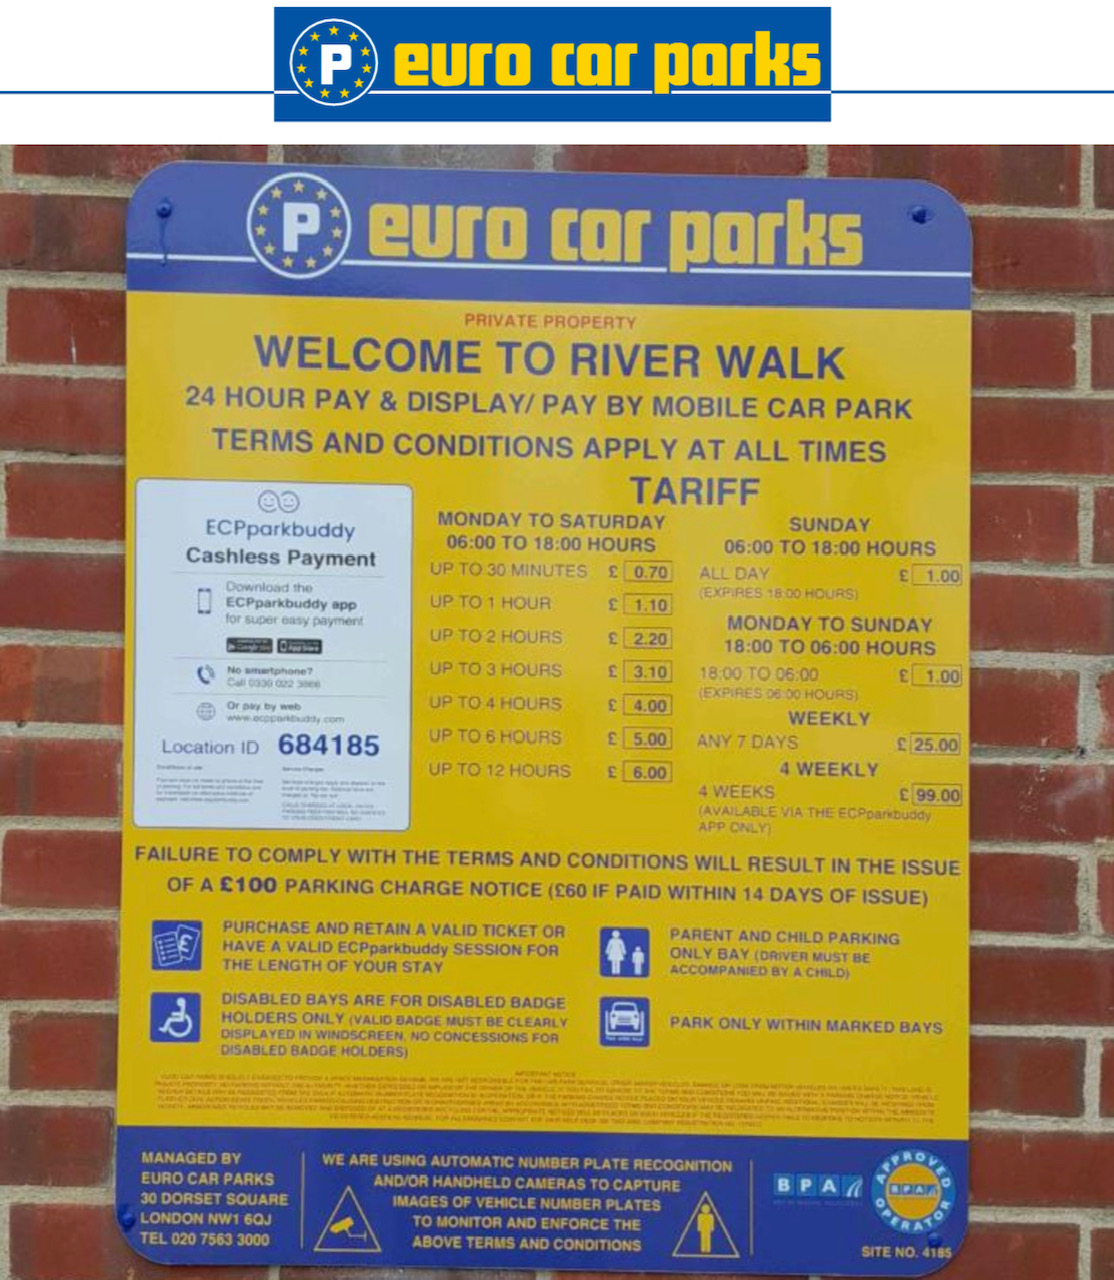 euro car parks
P
euro car parks
P
PRIVATE PROPERTY
WELCOME TO RIVER WALK
24 HOUR PAY & DISPLAY/ PAY BY MOBILE CAR PARK
TERMS AND CONDITIONS APPLY AT ALL TIMES
TARIFF
ECPparkbuddy
Cashless Payment
Download the
ECPparkbuddy app
for super easy payment
Google Play
App Store
No smartphone?
Call 0330 022 3866
Or pay by web
www.ecpparkbuddy.com
Location ID 684185
MONDAY TO SATURDAY
06:00 TO 18:00 HOURS
UP TO 30 MINUTES £ 0.70
UP TO 1 HOUR £ 1.10
UP TO 2 HOURS £ 2.20
UP TO 3 HOURS £ 3.10
UP TO 4 HOURS £ 4.00
UP TO 6 HOURS £ 5.00
UP TO 12 HOURS £ 6.00
SUNDAY
06:00 TO 18:00 HOURS
ALL DAY £ 1.00
(EXPIRES 18:00 HOURS)
MONDAY TO SUNDAY
18:00 TO 06:00 HOURS
18:00 TO 06:00 £ 1.00
(EXPIRES 06:00 HOURS)
WEEKLY
ANY 7 DAYS £ 25.00
4 WEEKLY
4 WEEKS £ 99.00
(AVAILABLE VIA THE ECPparkbuddy
APP ONLY)
FAILURE TO COMPLY WITH THE TERMS AND CONDITIONS WILL RESULT IN THE ISSUE
OF A £100 PARKING CHARGE NOTICE (£60 IF PAID WITHIN 14 DAYS OF ISSUE)
PURCHASE AND RETAIN A VALID TICKET OR
HAVE A VALID ECPparkbuddy SESSION FOR
THE LENGTH OF YOUR STAY
DISABLED BAYS ARE FOR DISABLED BADGE
HOLDERS ONLY (VALID BADGE MUST BE CLEARLY
DISPLAYED IN WINDSCREEN, NO CONCESSIONS FOR
DISABLED BADGE HOLDERS)
PARENT AND CHILD PARKING
ONLY BAY (DRIVER MUST BE
ACCOMPANIED BY A CHILD)
PARK ONLY WITHIN MARKED BAYS
IMPORTANT NOTICE
MANAGED BY
EURO CAR PARKS
30 DORSET SQUARE
LONDON NW1 6QJ
TEL 020 7563 3000
WE ARE USING AUTOMATIC NUMBER PLATE RECOGNITION
AND/OR HANDHELD CAMERAS TO CAPTURE
IMAGES OF VEHICLE NUMBER PLATES
TO MONITOR AND ENFORCE THE
ABOVE TERMS AND CONDITIONS
BPA
APPROVED
BPA
OPERATOR
SITE NO. 4185